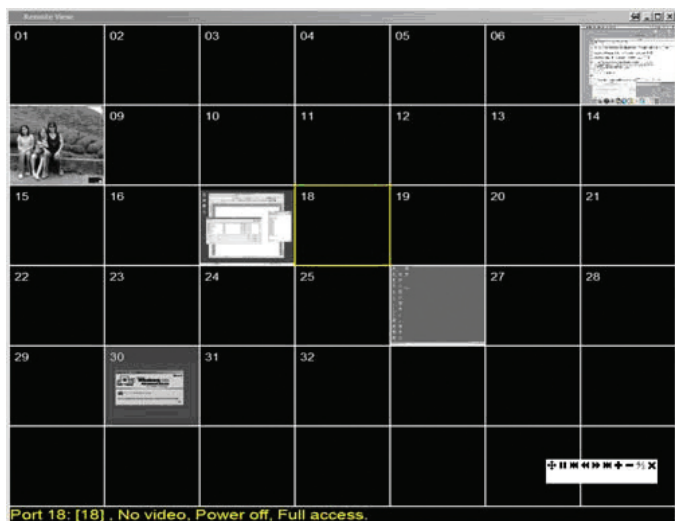 Remote View
01 02 03 04 05 06
09 10 11 12 13 14
15 16 18 19 20 21
22 23 24 25 27 28
29 30 31 32
Port 18: [18] , No video, Power off, Full access.